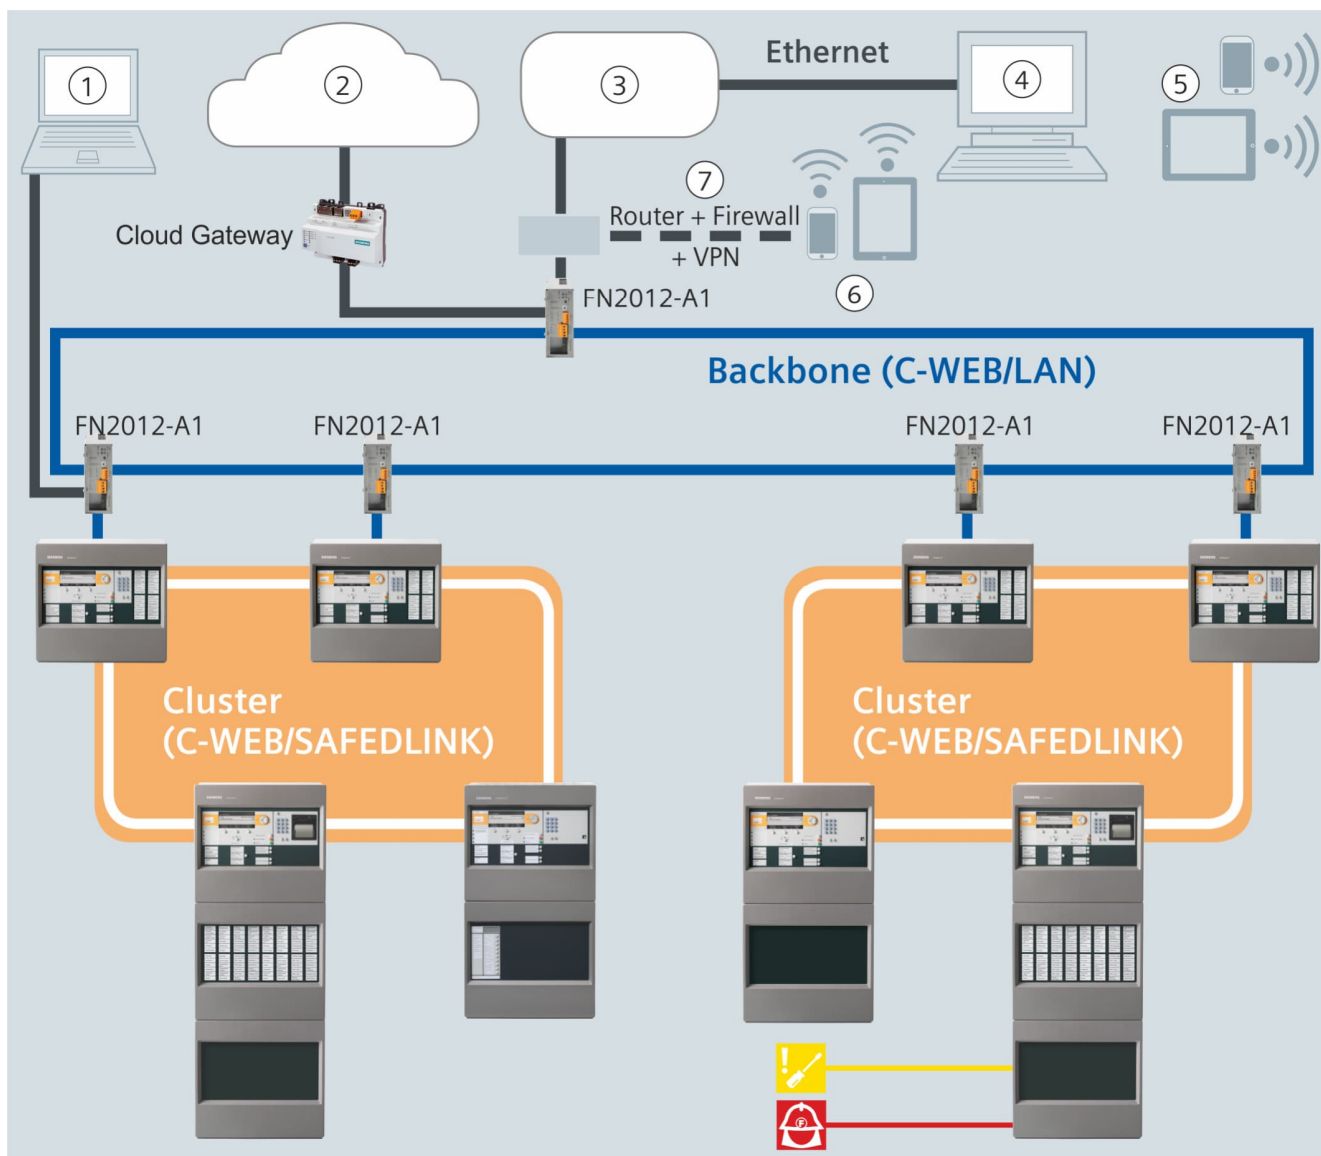 Ethernet
1
2
3
4
5
7
Router + Firewall
+ VPN
Cloud Gateway
6
FN2012-A1
Backbone (C-WEB/LAN)
FN2012-A1
FN2012-A1
FN2012-A1
FN2012-A1
Cluster
(C-WEB/SAFEDLINK)
Cluster
(C-WEB/SAFEDLINK)
F